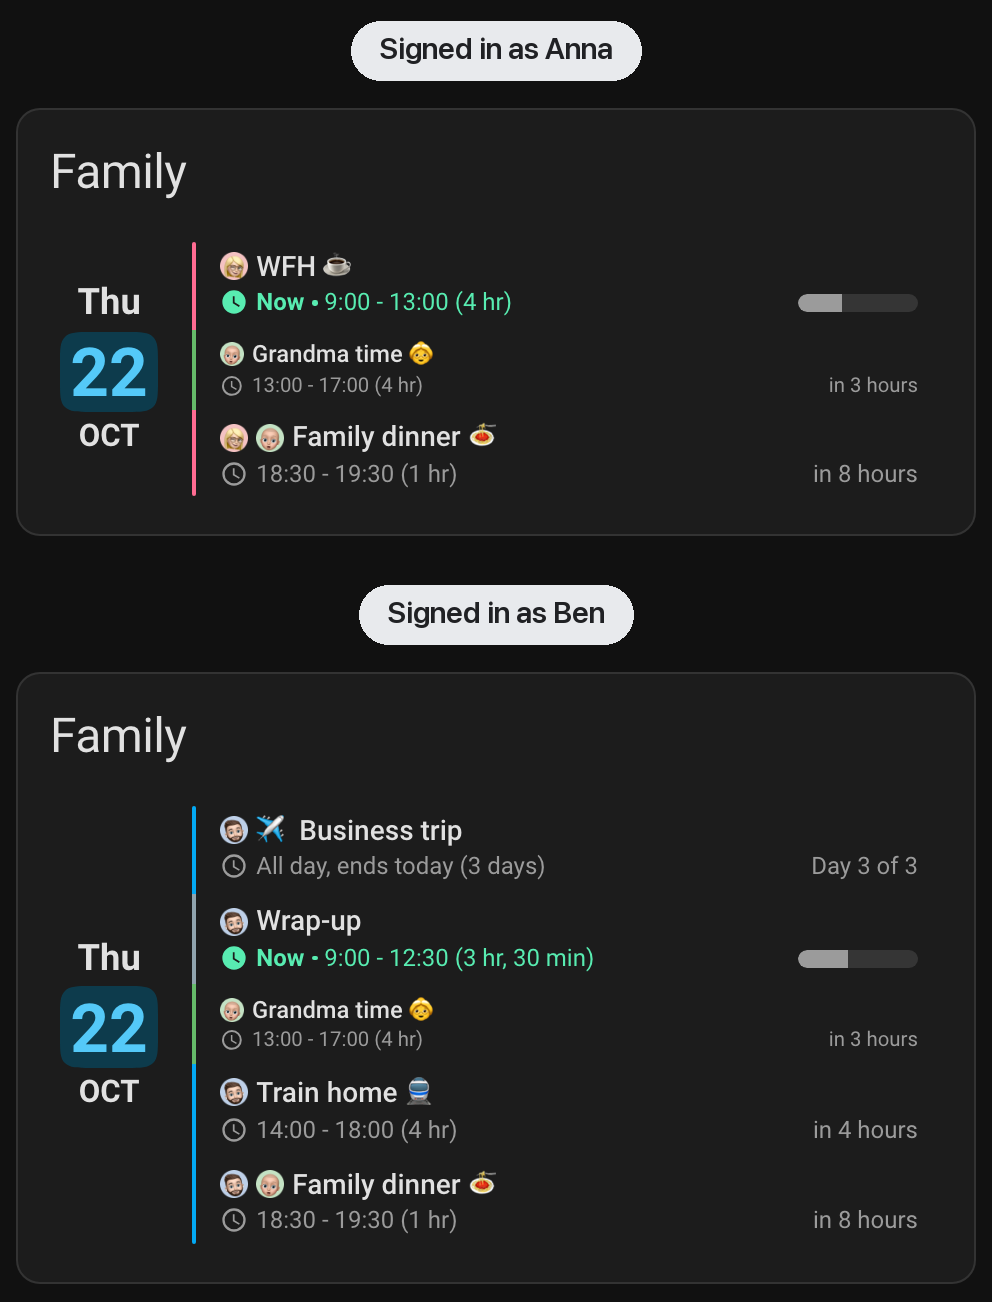 Signed in as Anna
Family
Thu
22
OCT
WFH ☕
Now • 9:00 - 13:00 (4 hr)
Grandma time 👵
13:00 - 17:00 (4 hr)
in 3 hours
Family dinner 🍝
18:30 - 19:30 (1 hr)
in 8 hours
Signed in as Ben
Family
Thu
22
OCT
✈️ Business trip
All day, ends today (3 days)
Day 3 of 3
Wrap-up
Now • 9:00 - 12:30 (3 hr, 30 min)
Grandma time 👵
13:00 - 17:00 (4 hr)
in 3 hours
Train home 🚆
14:00 - 18:00 (4 hr)
in 4 hours
Family dinner 🍝
18:30 - 19:30 (1 hr)
in 8 hours